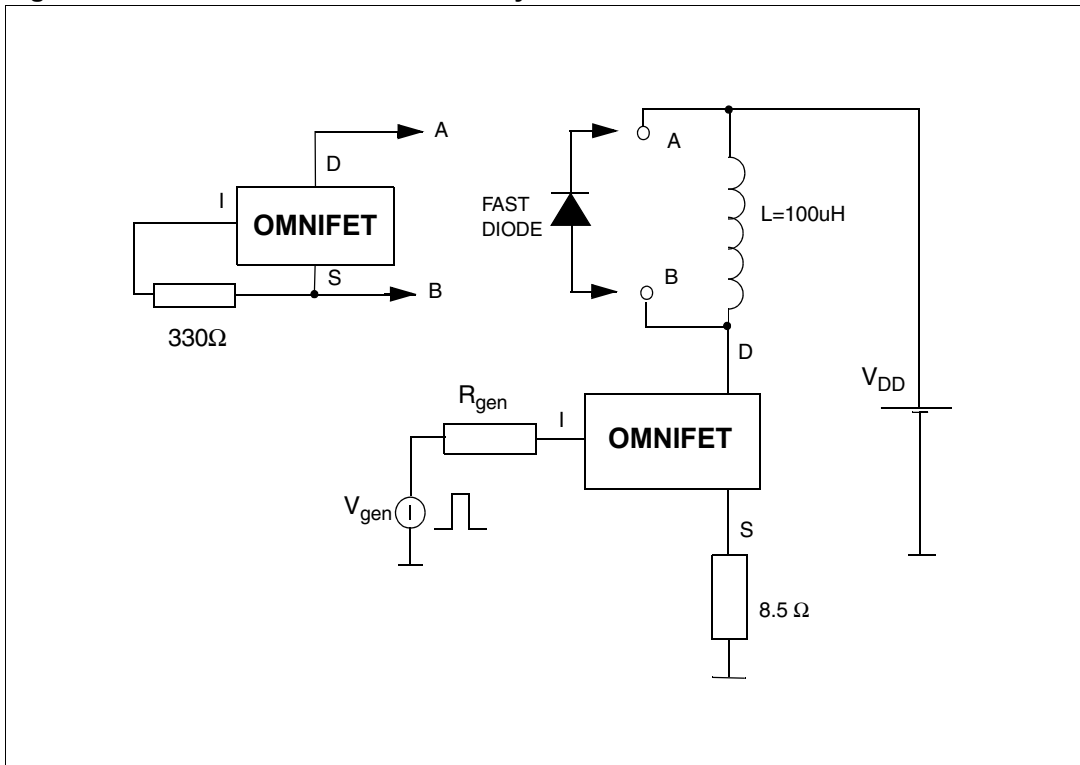 A
D
I
OMNIFET
S
B
330Ω
FAST
DIODE
A
B
L=100uH
D
VDD
Rgen
I
OMNIFET
Vgen
I
S
8.5 Ω